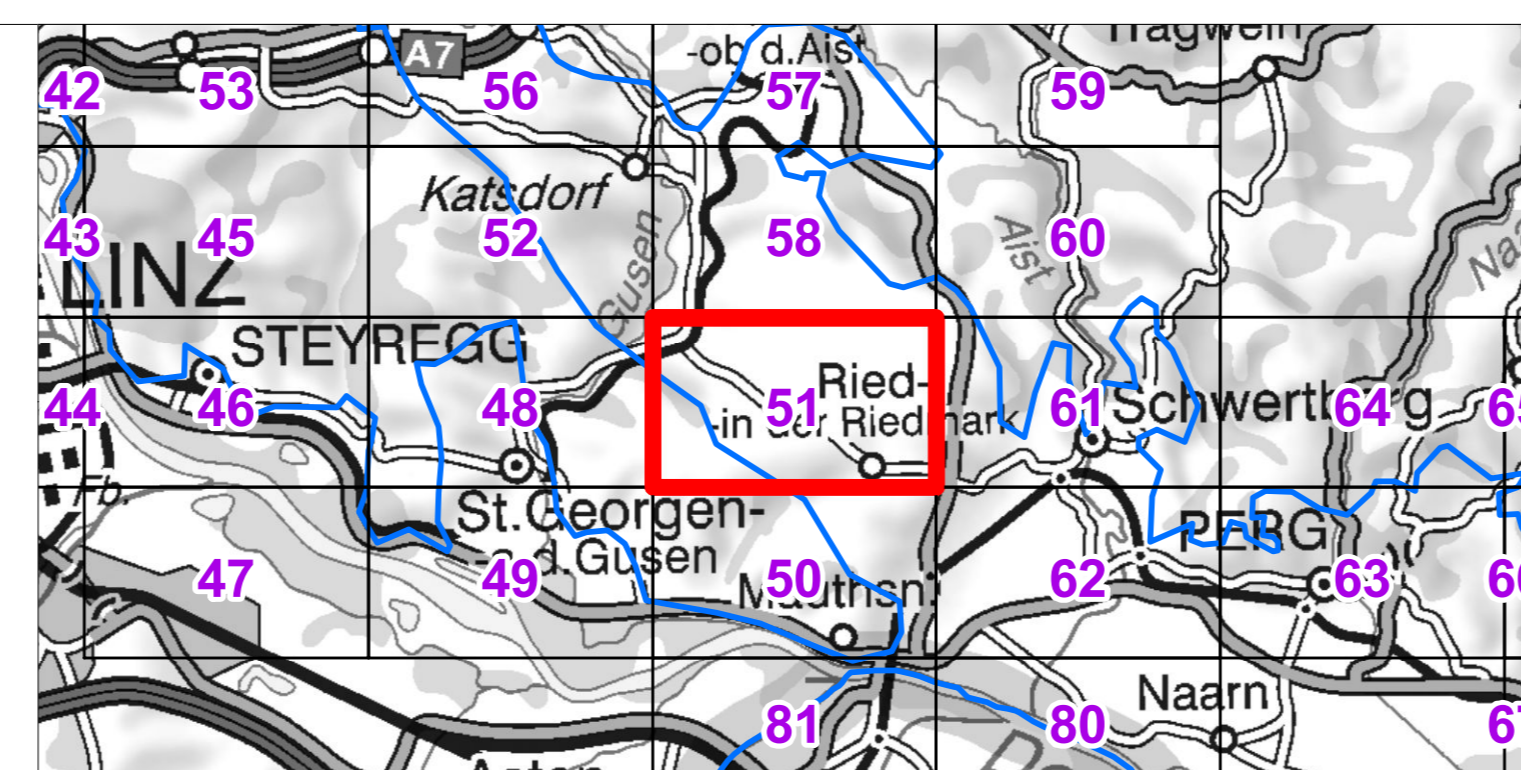 Tragwein
-ob d.Aist
A7
42
53
56
57
59
Katsdorf
Gusen
Aist
43
45
52
58
60
LINZ
STEYREGG
Ried-
-in der Riedmark
Schwertberg
44
46
48
51
61
64
Fb.
St.Georgen-
-a.d.Gusen
PERG
Mauthsn.
47
49
50
62
63
Naarn
81
80